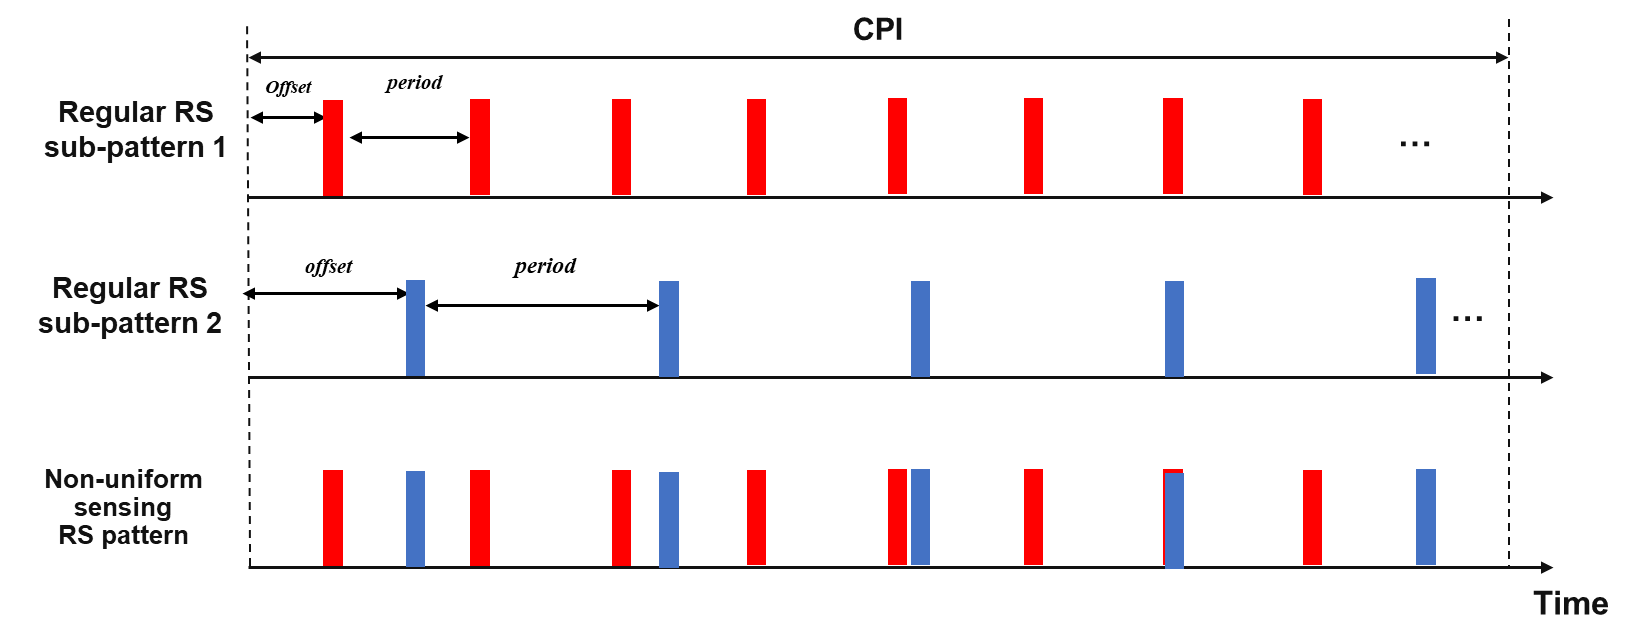 CPI
Offset
period
Regular RS
sub-pattern 1
...
offset
period
Regular RS
sub-pattern 2
...
Non-uniform
sensing
RS pattern
Time